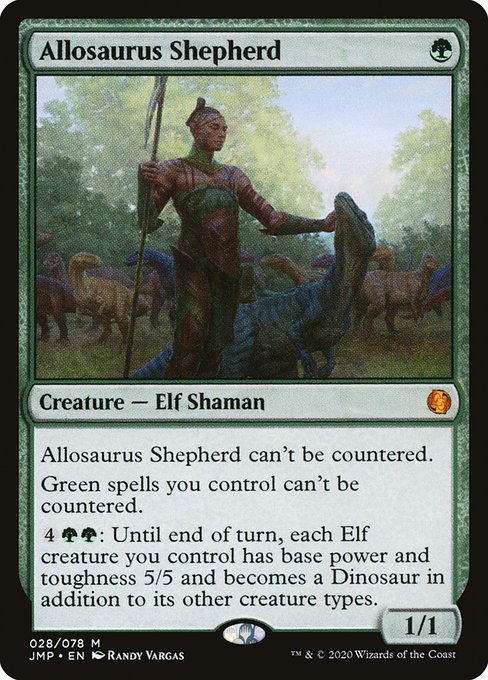 Allosaurus Shepherd
Creature — Elf Shaman
Allosaurus Shepherd can't be countered.
Green spells you control can't be
countered.
4 : Until end of turn, each Elf
creature you control has base power and
toughness 5/5 and becomes a Dinosaur in
addition to its other creature types.
1/1
028/078 M
JMP • EN RANDY VARGAS
™ & © 2020 Wizards of the Coast